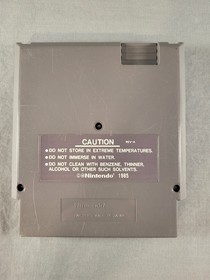 CAUTION
REV-A
●DO NOT STORE IN EXTREME TEMPERATURES.
●DO NOT IMMERSE IN WATER.
●DO NOT CLEAN WITH BENZENE, THINNER,
ALCOHOL OR OTHER SUCH SOLVENTS.
©®Nintendo® 1985